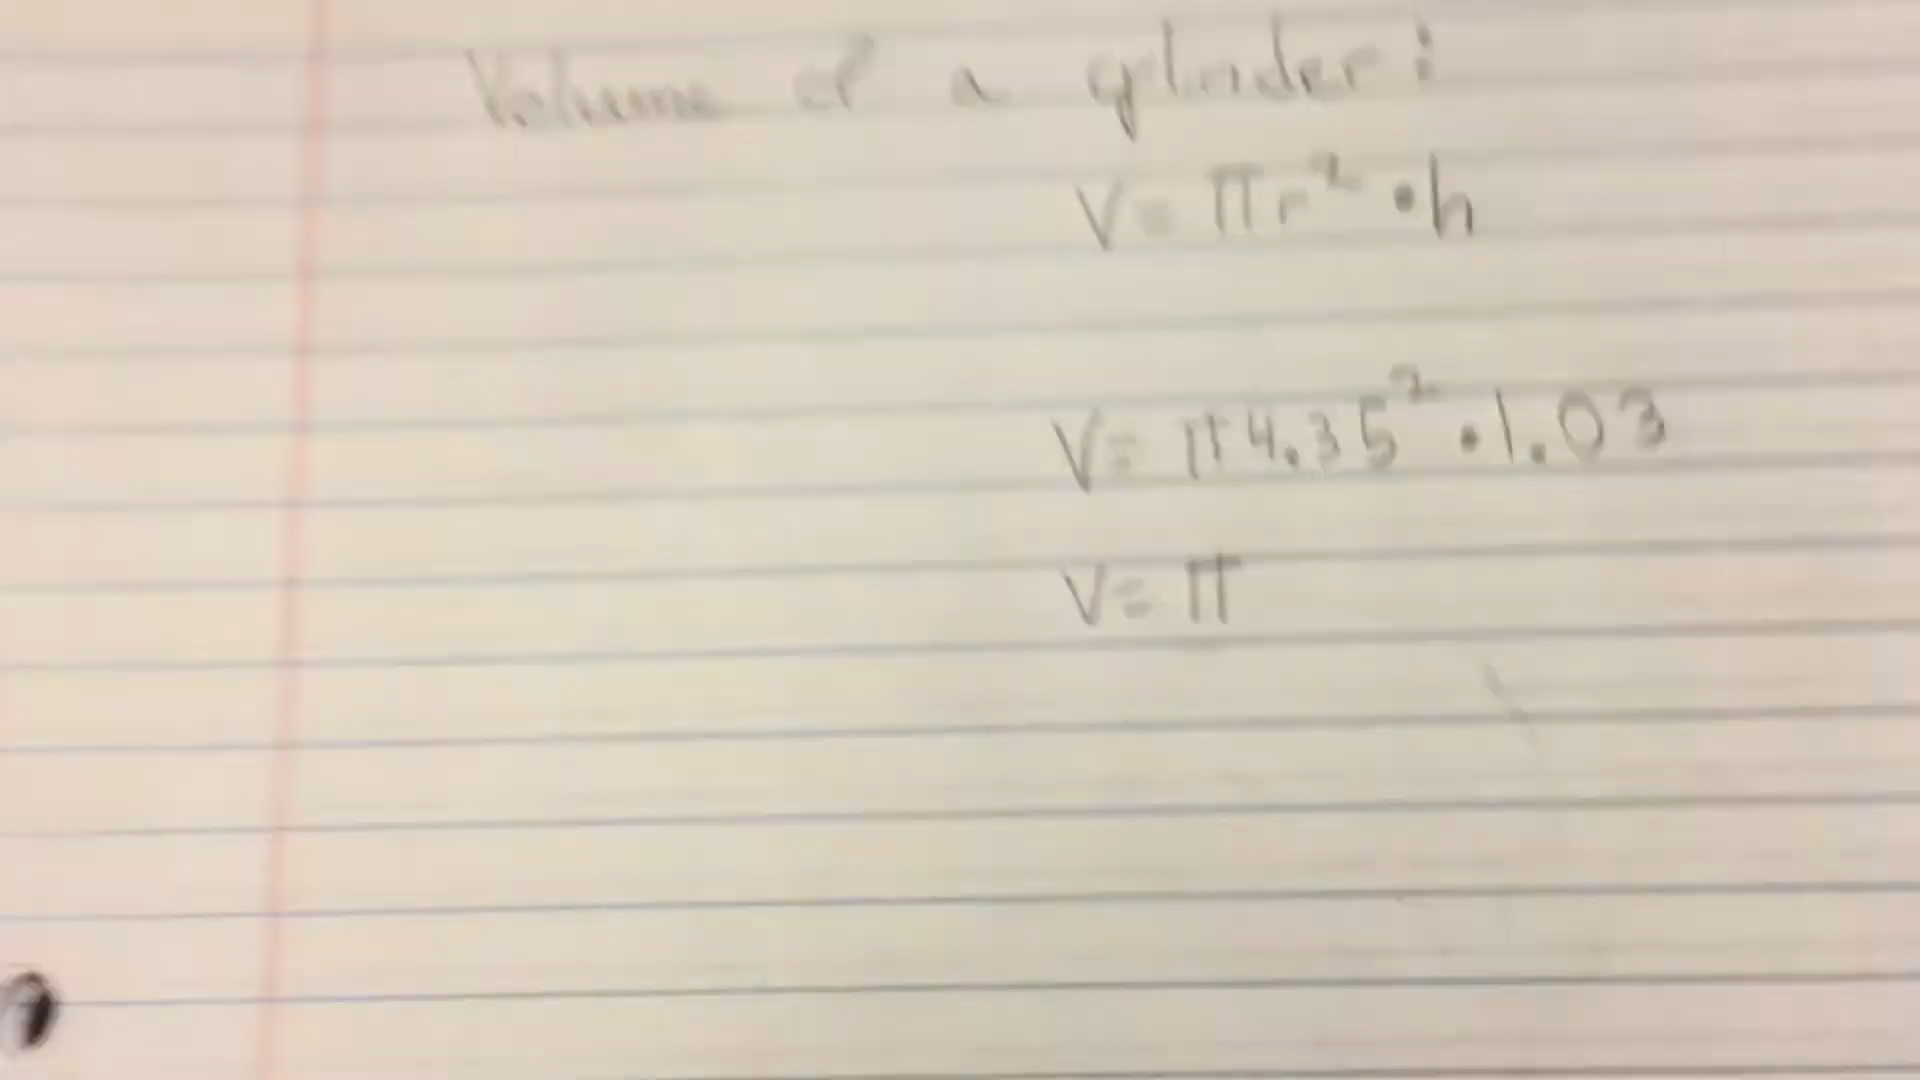 Volume of a cylinder:
V = πr² • h
V = π4.35² • 1.03
V = π